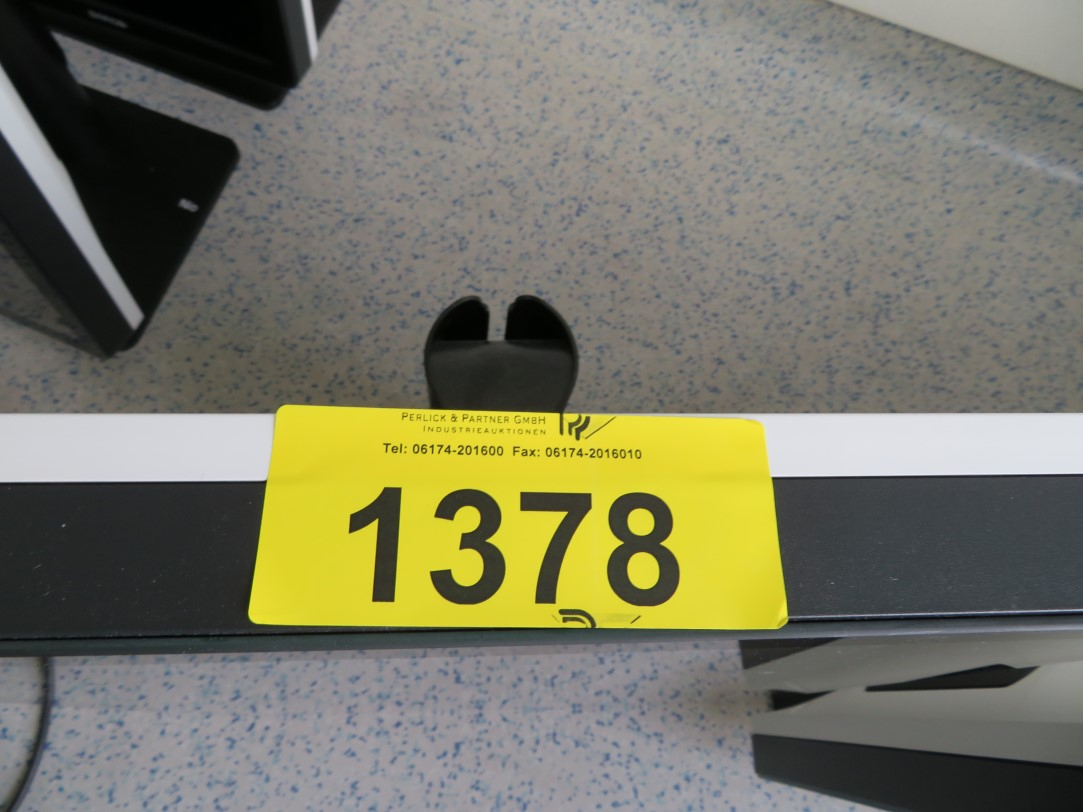 PERLICK & PARTNER GMBH
INDUSTRIEAUKTIONEN
Tel: 06174-201600 Fax: 06174-2016010
1378